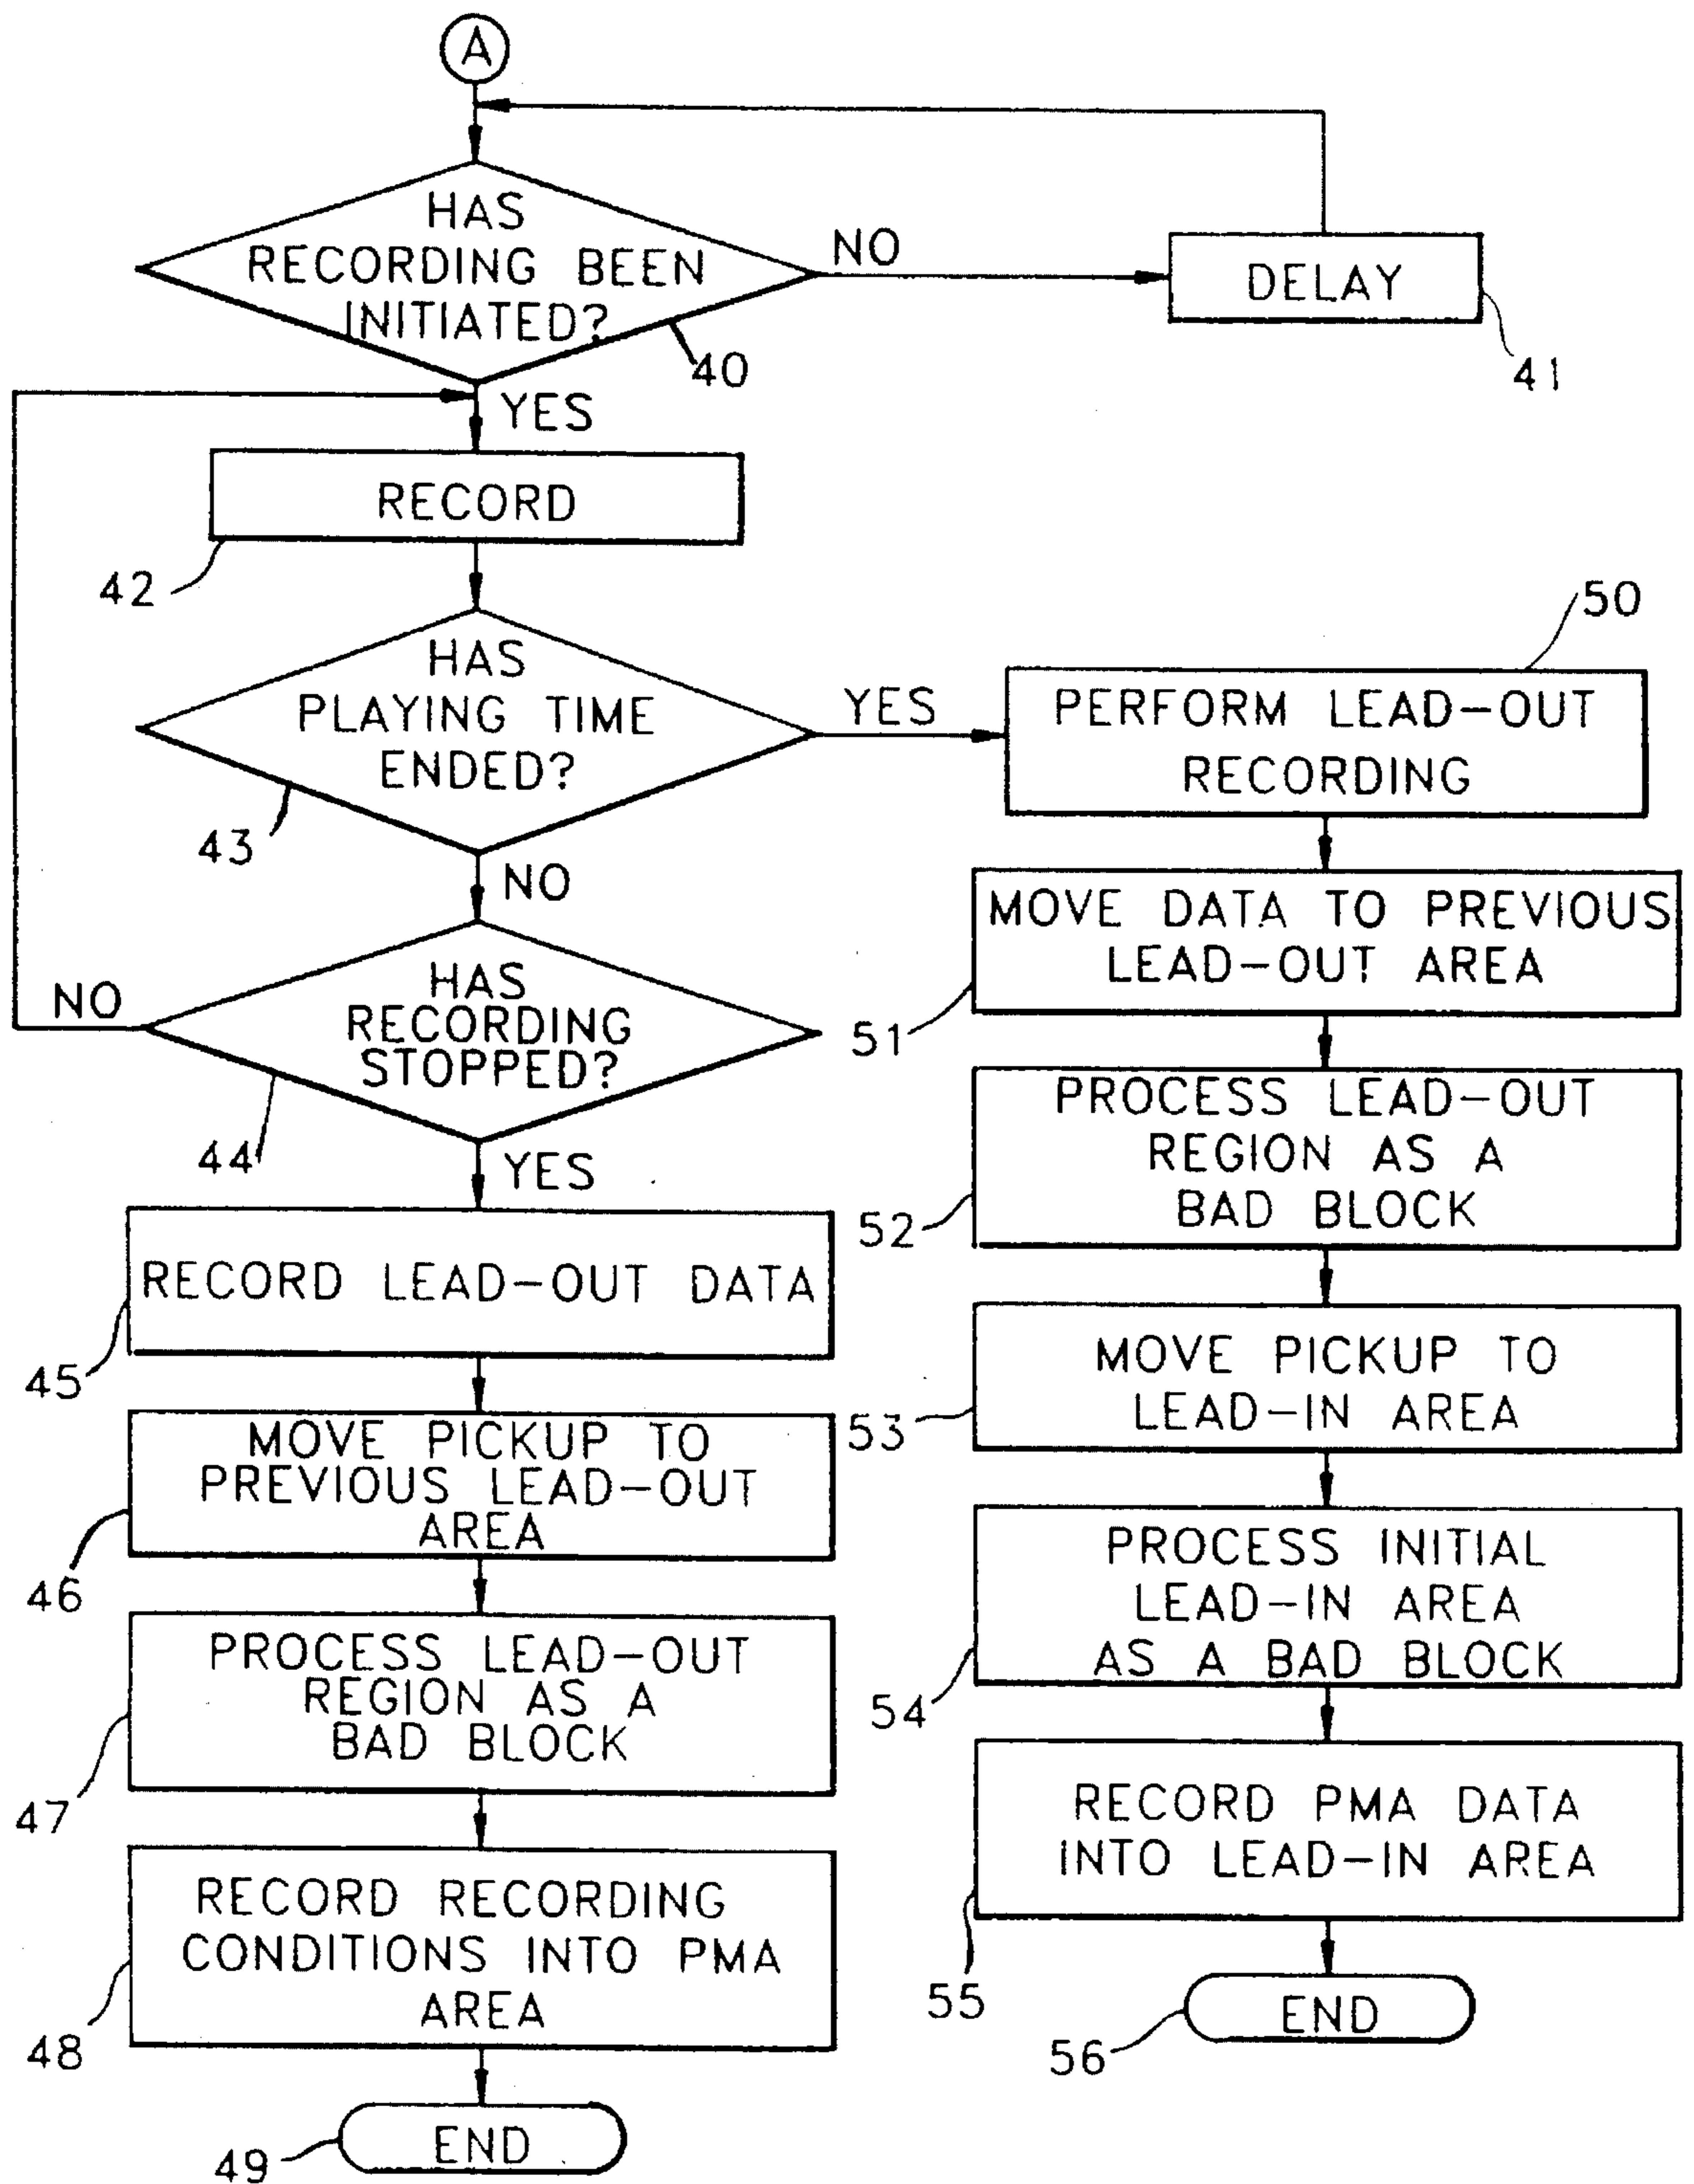 A
HAS
RECORDING BEEN
INITIATED?
NO
DELAY
40
41
YES
RECORD
42
HAS
PLAYING TIME
ENDED?
YES
43
NO
50
PERFORM LEAD-OUT
RECORDING
MOVE DATA TO PREVIOUS
LEAD-OUT AREA
51
HAS
RECORDING
STOPPED?
NO
44
YES
PROCESS LEAD-OUT
REGION AS A
BAD BLOCK
52
RECORD LEAD-OUT DATA
45
MOVE PICKUP TO
LEAD-IN AREA
53
MOVE PICKUP TO
PREVIOUS LEAD-OUT
AREA
46
PROCESS INITIAL
LEAD-IN AREA
AS A BAD BLOCK
54
PROCESS LEAD-OUT
REGION AS A
BAD BLOCK
47
RECORD PMA DATA
INTO LEAD-IN AREA
55
RECORD RECORDING
CONDITIONS INTO PMA
AREA
48
END
56
END
49